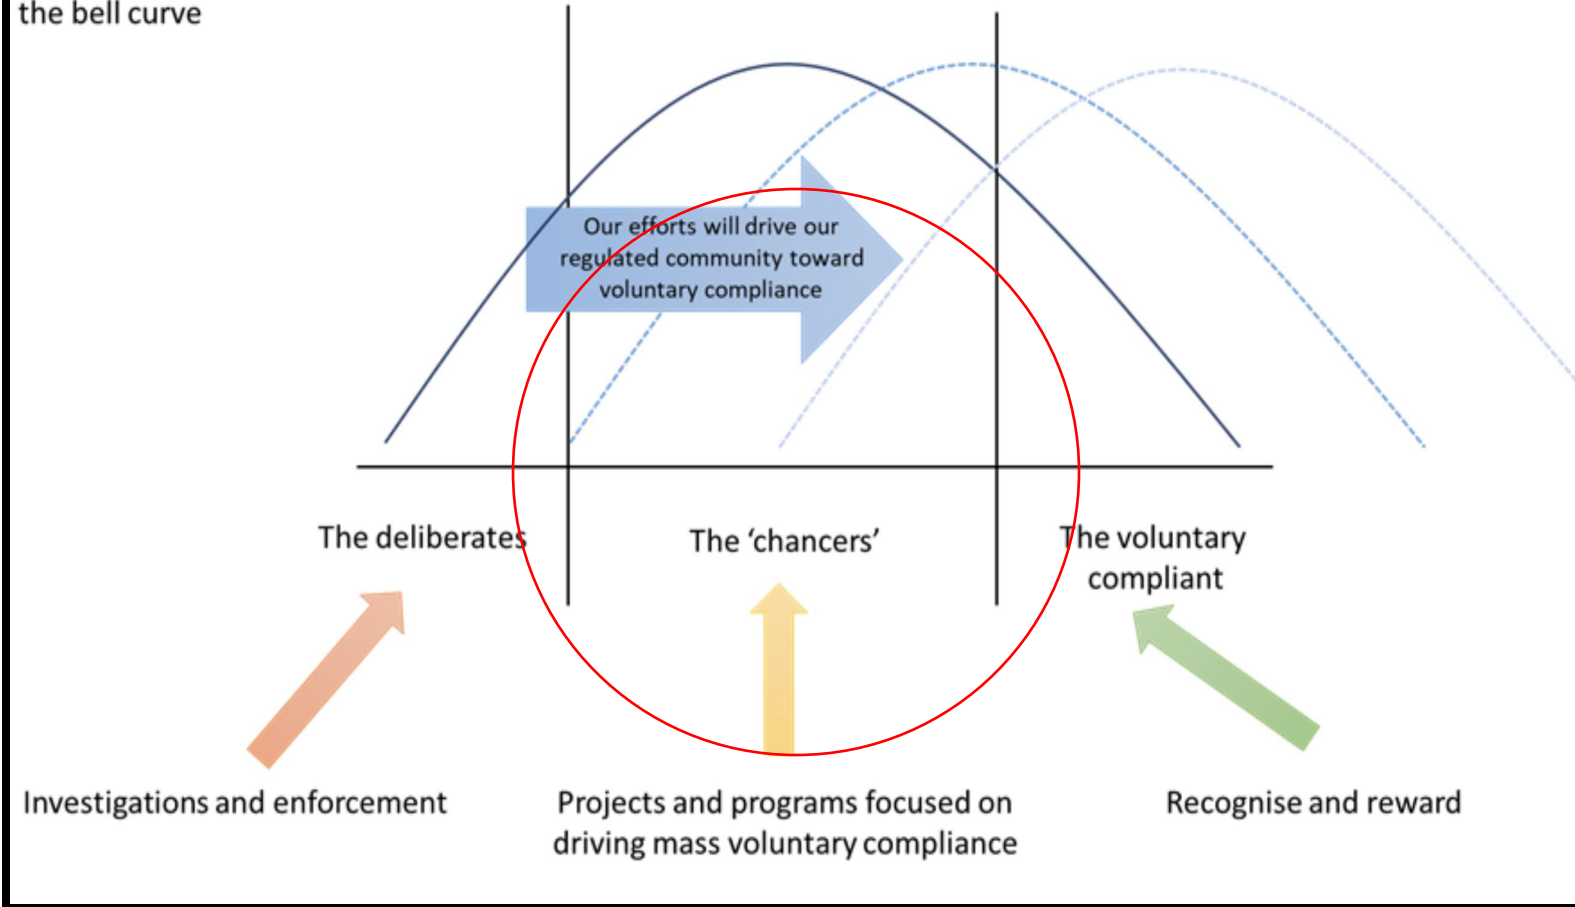 the bell curve
Our efforts will drive our
regulated community toward
voluntary compliance
The deliberates
The ‘chancers’
The voluntary
compliant
Investigations and enforcement
Projects and programs focused on
driving mass voluntary compliance
Recognise and reward